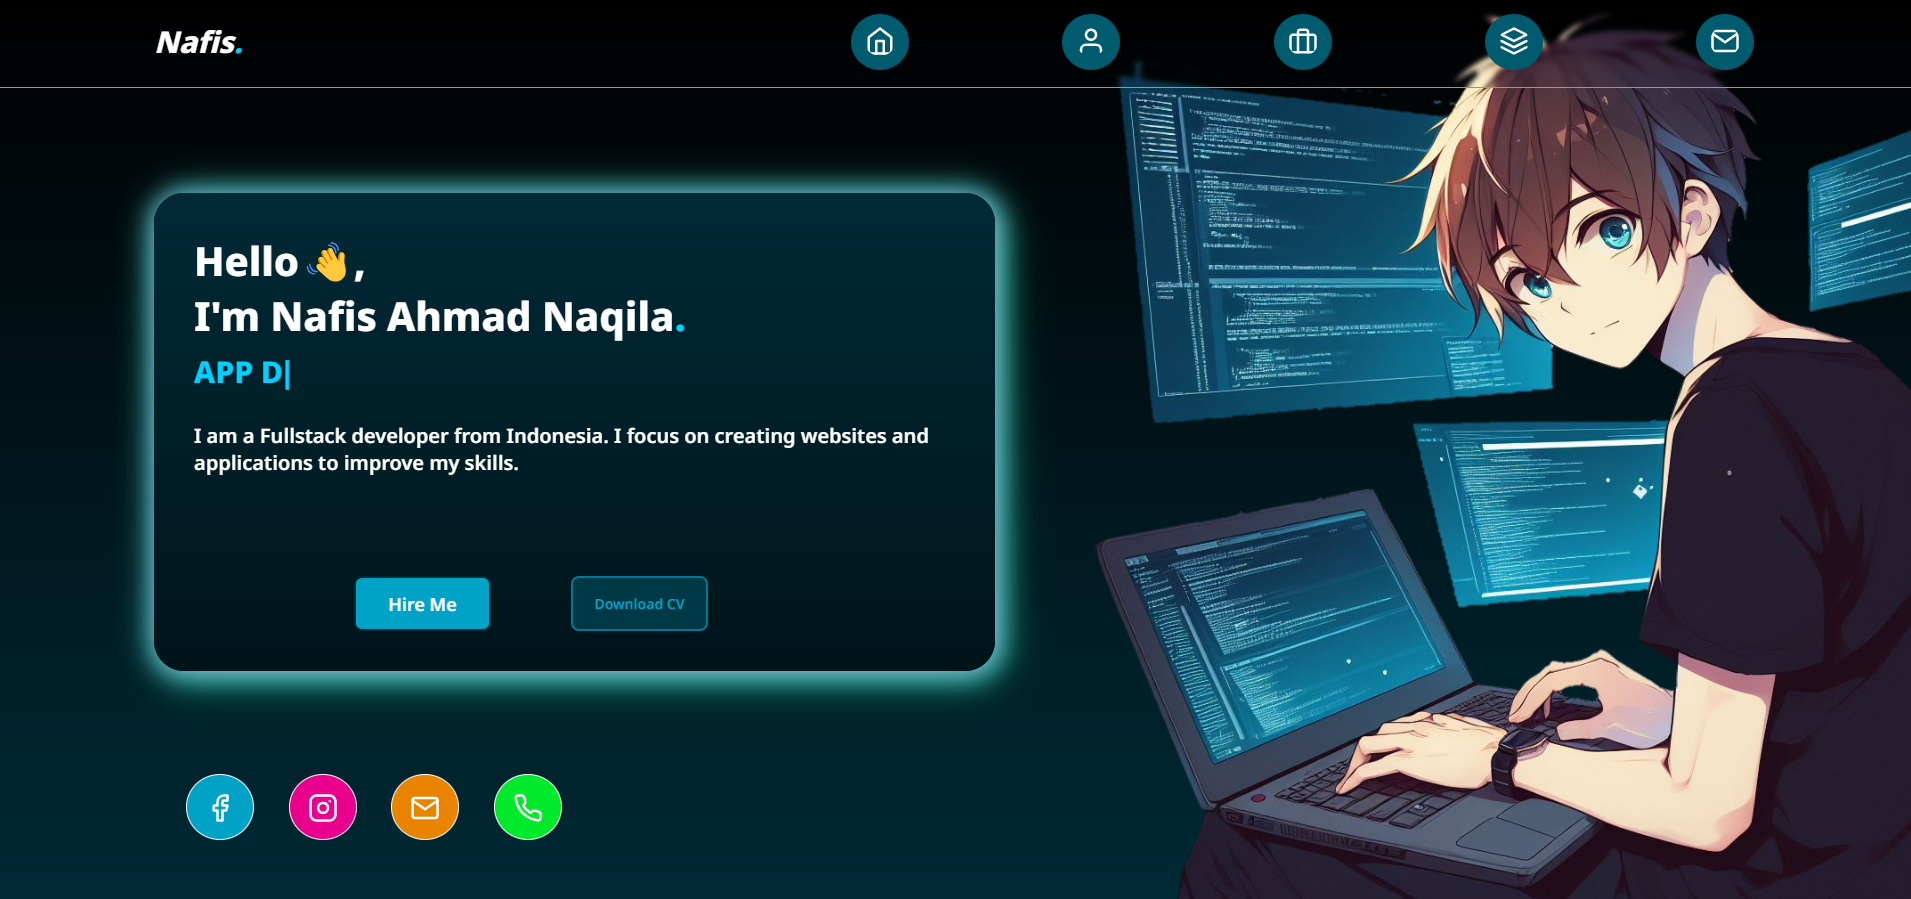 Nafis.
Hello 👋,
I'm Nafis Ahmad Naqila.
APP D|
I am a Fullstack developer from Indonesia. I focus on creating websites and
applications to improve my skills.
Hire Me
Download CV